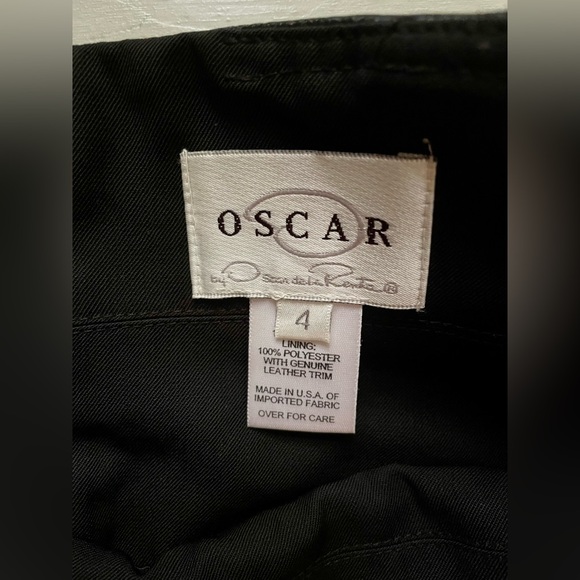 OSCAR
by Oscar de la Renta ®
4
LINING:
100% POLYESTER
WITH GENUINE
LEATHER TRIM
MADE IN U.S.A. OF
IMPORTED FABRIC
OVER FOR CARE